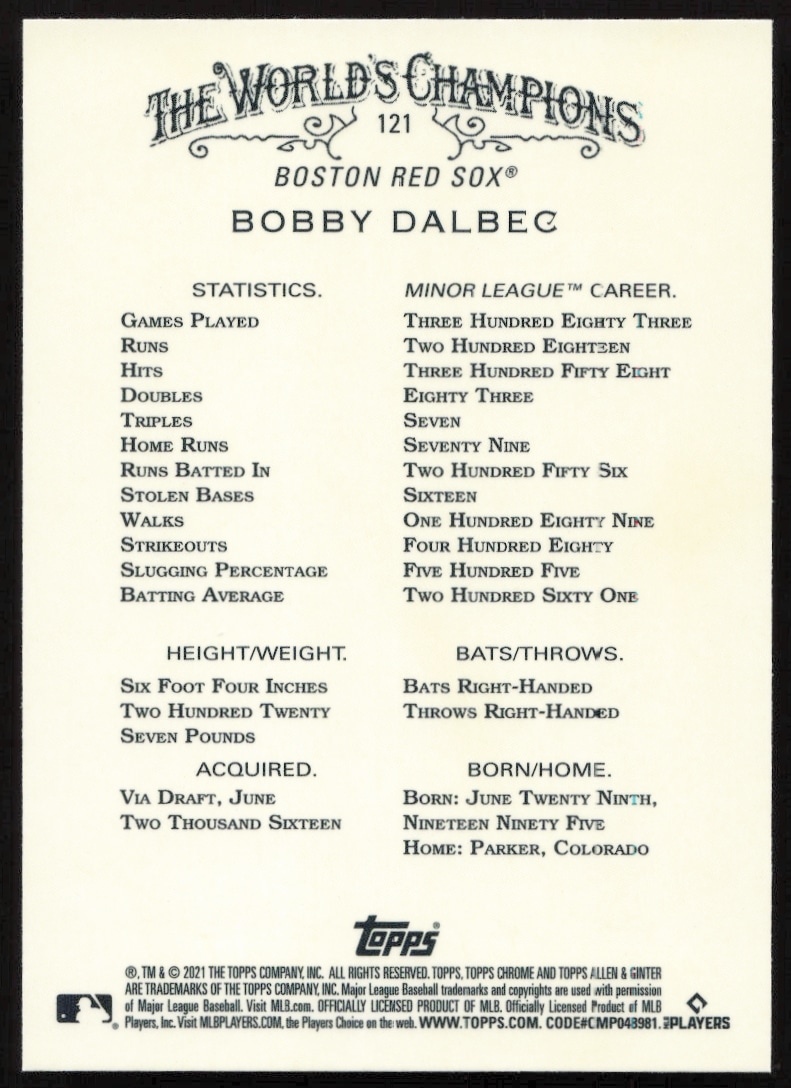 THE WORLD'S CHAMPIONS
121
BOSTON RED SOX®
BOBBY DALBEC
STATISTICS. MINOR LEAGUE™ CAREER.
GAMES PLAYED THREE HUNDRED EIGHTY THREE
RUNS TWO HUNDRED EIGHTEEN
HITS THREE HUNDRED FIFTY EIGHT
DOUBLES EIGHTY THREE
TRIPLES SEVEN
HOME RUNS SEVENTY NINE
RUNS BATTED IN TWO HUNDRED FIFTY SIX
STOLEN BASES SIXTEEN
WALKS ONE HUNDRED EIGHTY NINE
STRIKEOUTS FOUR HUNDRED EIGHTY
SLUGGING PERCENTAGE FIVE HUNDRED FIVE
BATTING AVERAGE TWO HUNDRED SIXTY ONE
HEIGHT/WEIGHT.
SIX FOOT FOUR INCHES
TWO HUNDRED TWENTY
SEVEN POUNDS
BATS/THROWS.
BATS RIGHT-HANDED
THROWS RIGHT-HANDED
ACQUIRED.
VIA DRAFT, JUNE
TWO THOUSAND SIXTEEN
BORN/HOME.
BORN: JUNE TWENTY NINTH,
NINETEEN NINETY FIVE
HOME: PARKER, COLORADO
topps®
®, TM & © 2021 THE TOPPS COMPANY, INC. ALL RIGHTS RESERVED. TOPPS, TOPPS CHROME AND TOPPS ALLEN & GINTER
ARE TRADEMARKS OF THE TOPPS COMPANY, INC. Major League Baseball trademarks and copyrights are used with permission
of Major League Baseball. Visit MLB.com. OFFICIALLY LICENSED PRODUCT OF MLB. Officially Licensed Product of MLB
Players, Inc. Visit MLBPLAYERS.COM, the Players Choice on the web. WWW.TOPPS.COM. CODE#CMP048981. MLBPLAYERS